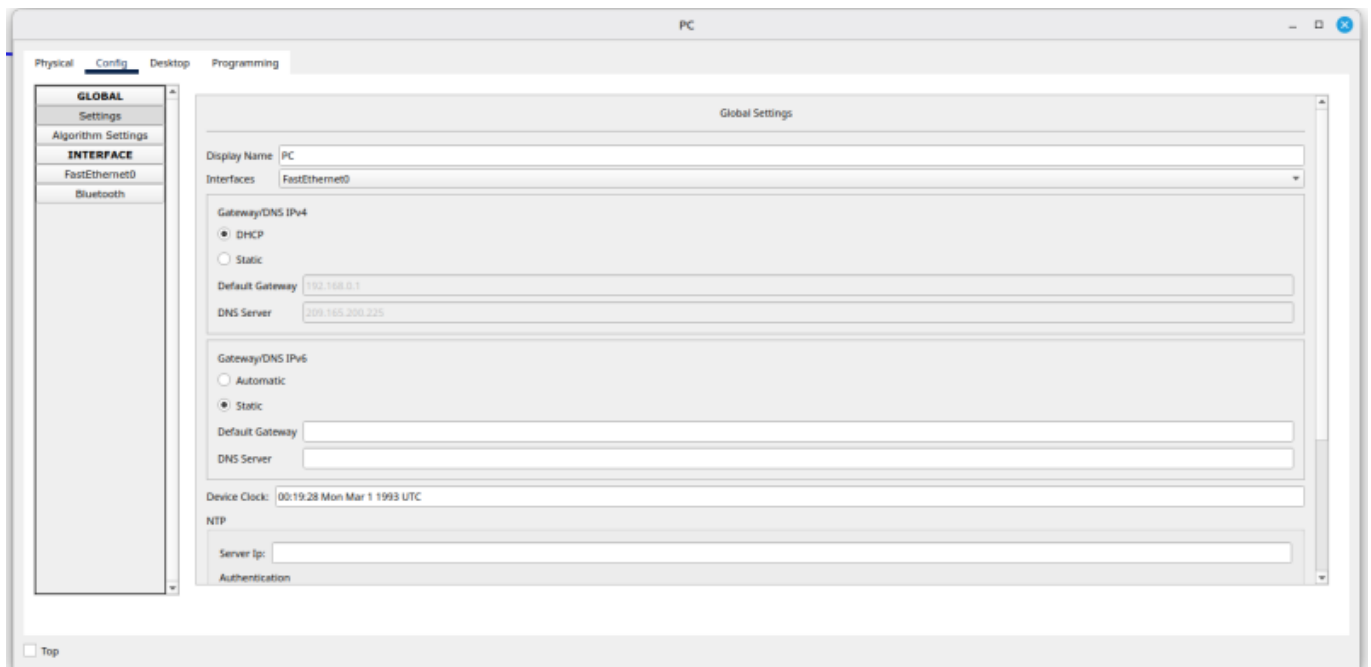 PC
Physical Config Desktop Programming
GLOBAL
Settings
Algorithm Settings
INTERFACE
FastEthernet0
Bluetooth
Global Settings
Display Name PC
Interfaces FastEthernet0
Gateway/DNS IPv4
DHCP
Static
Default Gateway 192.168.0.1
DNS Server 209.165.200.225
Gateway/DNS IPv6
Automatic
Static
Default Gateway
DNS Server
Device Clock: 00:19:28 Mon Mar 1 1993 UTC
NTP
Server Ip:
Authentication
Top